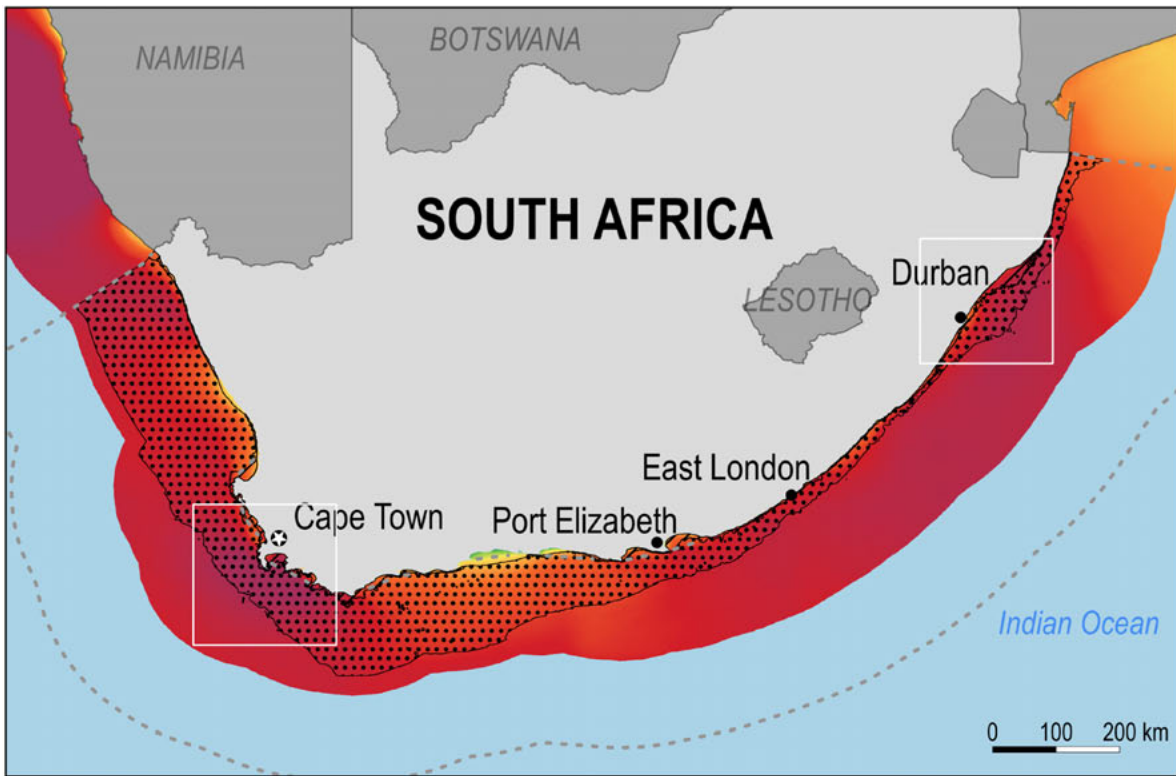 NAMIBIA
BOTSWANA
SOUTH AFRICA
Durban
LESOTHO
East London
Cape Town
Port Elizabeth
Indian Ocean
0 100 200 km